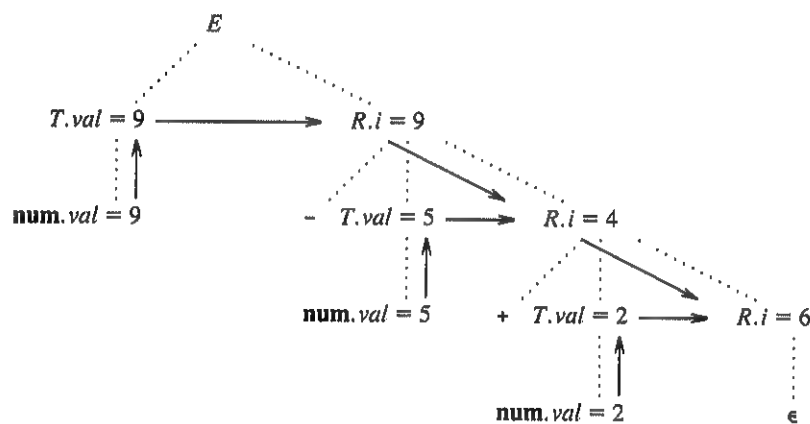 E
T.val = 9 R.i = 9
num.val = 9 - T.val = 5 R.i = 4
num.val = 5 + T.val = 2 R.i = 6
num.val = 2 ϵ